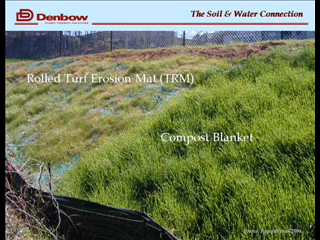 Denbow
The Soil & Water Connection
Rolled Turf Erosion Mat (TRM)
Compost Blanket